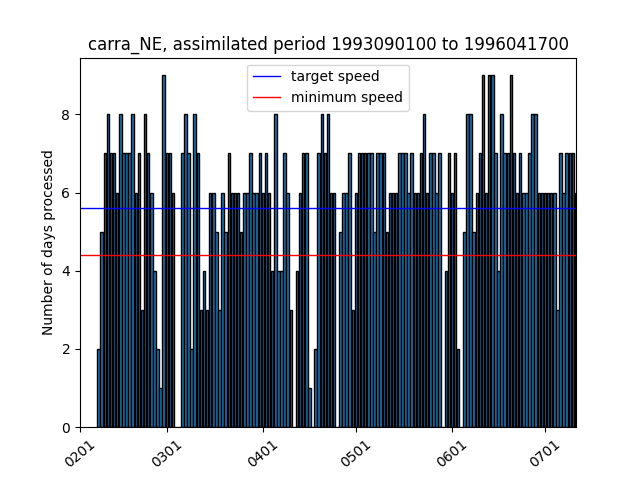 carra_NE, assimilated period 1993090100 to 1996041700
target speed
minimum speed
Number of days processed
8
6
4
2
0
0201
0301
0401
0501
0601
0701